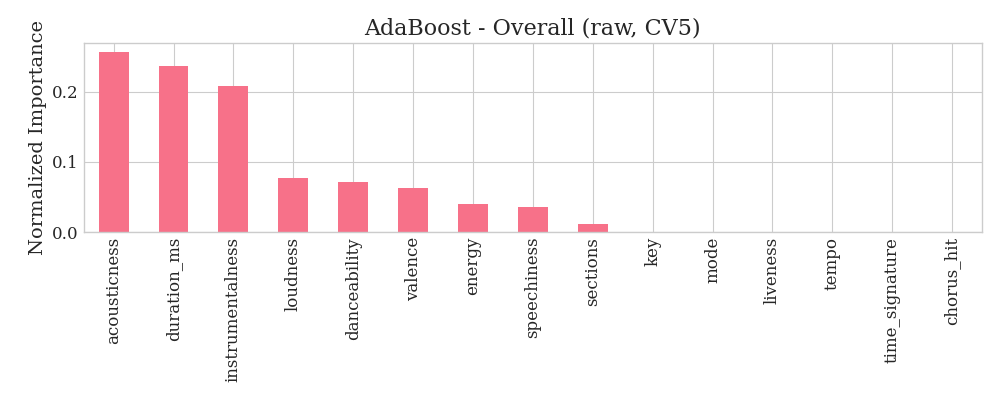 AdaBoost - Overall (raw, CV5)
Normalized Importance
0.2
0.1
0.0
acousticness
duration_ms
instrumentalness
loudness
danceability
valence
energy
speechiness
sections
key
mode
liveness
tempo
time_signature
chorus_hit